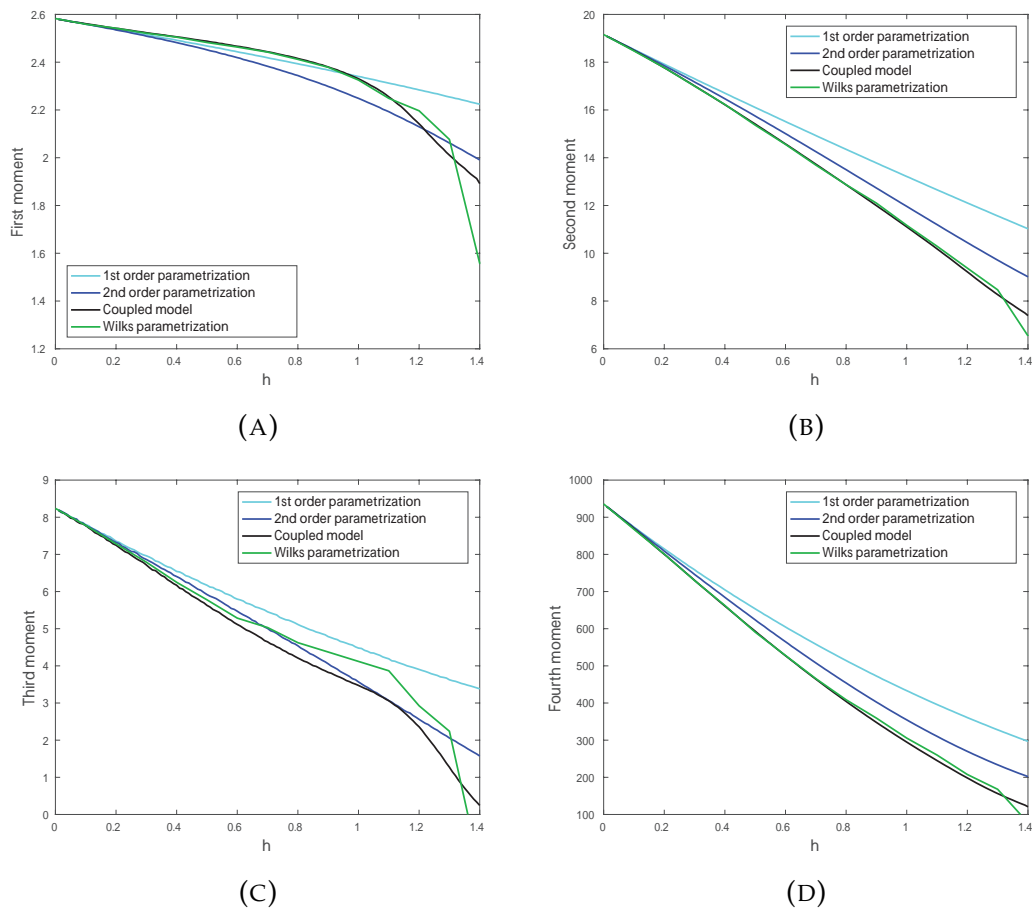 2.6
2.4
2.2
2
1.8
1.6
1.4
1.2
First moment
1st order parametrization
2nd order parametrization
Coupled model
Wilks parametrization
0 0.2 0.4 0.6 0.8 1 1.2 1.4
h
(A)
20
18
16
14
12
10
8
6
Second moment
1st order parametrization
2nd order parametrization
Coupled model
Wilks parametrization
0 0.2 0.4 0.6 0.8 1 1.2 1.4
h
(B)
9
8
7
6
5
4
3
2
1
0
Third moment
1st order parametrization
2nd order parametrization
Coupled model
Wilks parametrization
0 0.2 0.4 0.6 0.8 1 1.2 1.4
h
(C)
1000
900
800
700
600
500
400
300
200
100
Fourth moment
1st order parametrization
2nd order parametrization
Coupled model
Wilks parametrization
0 0.2 0.4 0.6 0.8 1 1.2 1.4
h
(D)